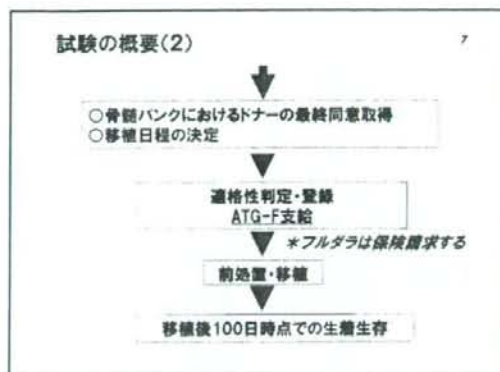 試験の概要(2)
7
○骨髄バンクにおけるドナーの最終同意取得
○移植日程の決定
適格性判定・登録
ATG-F支給
*フルダラは保険請求する
前処置・移植
移植後100日時点での生着生存